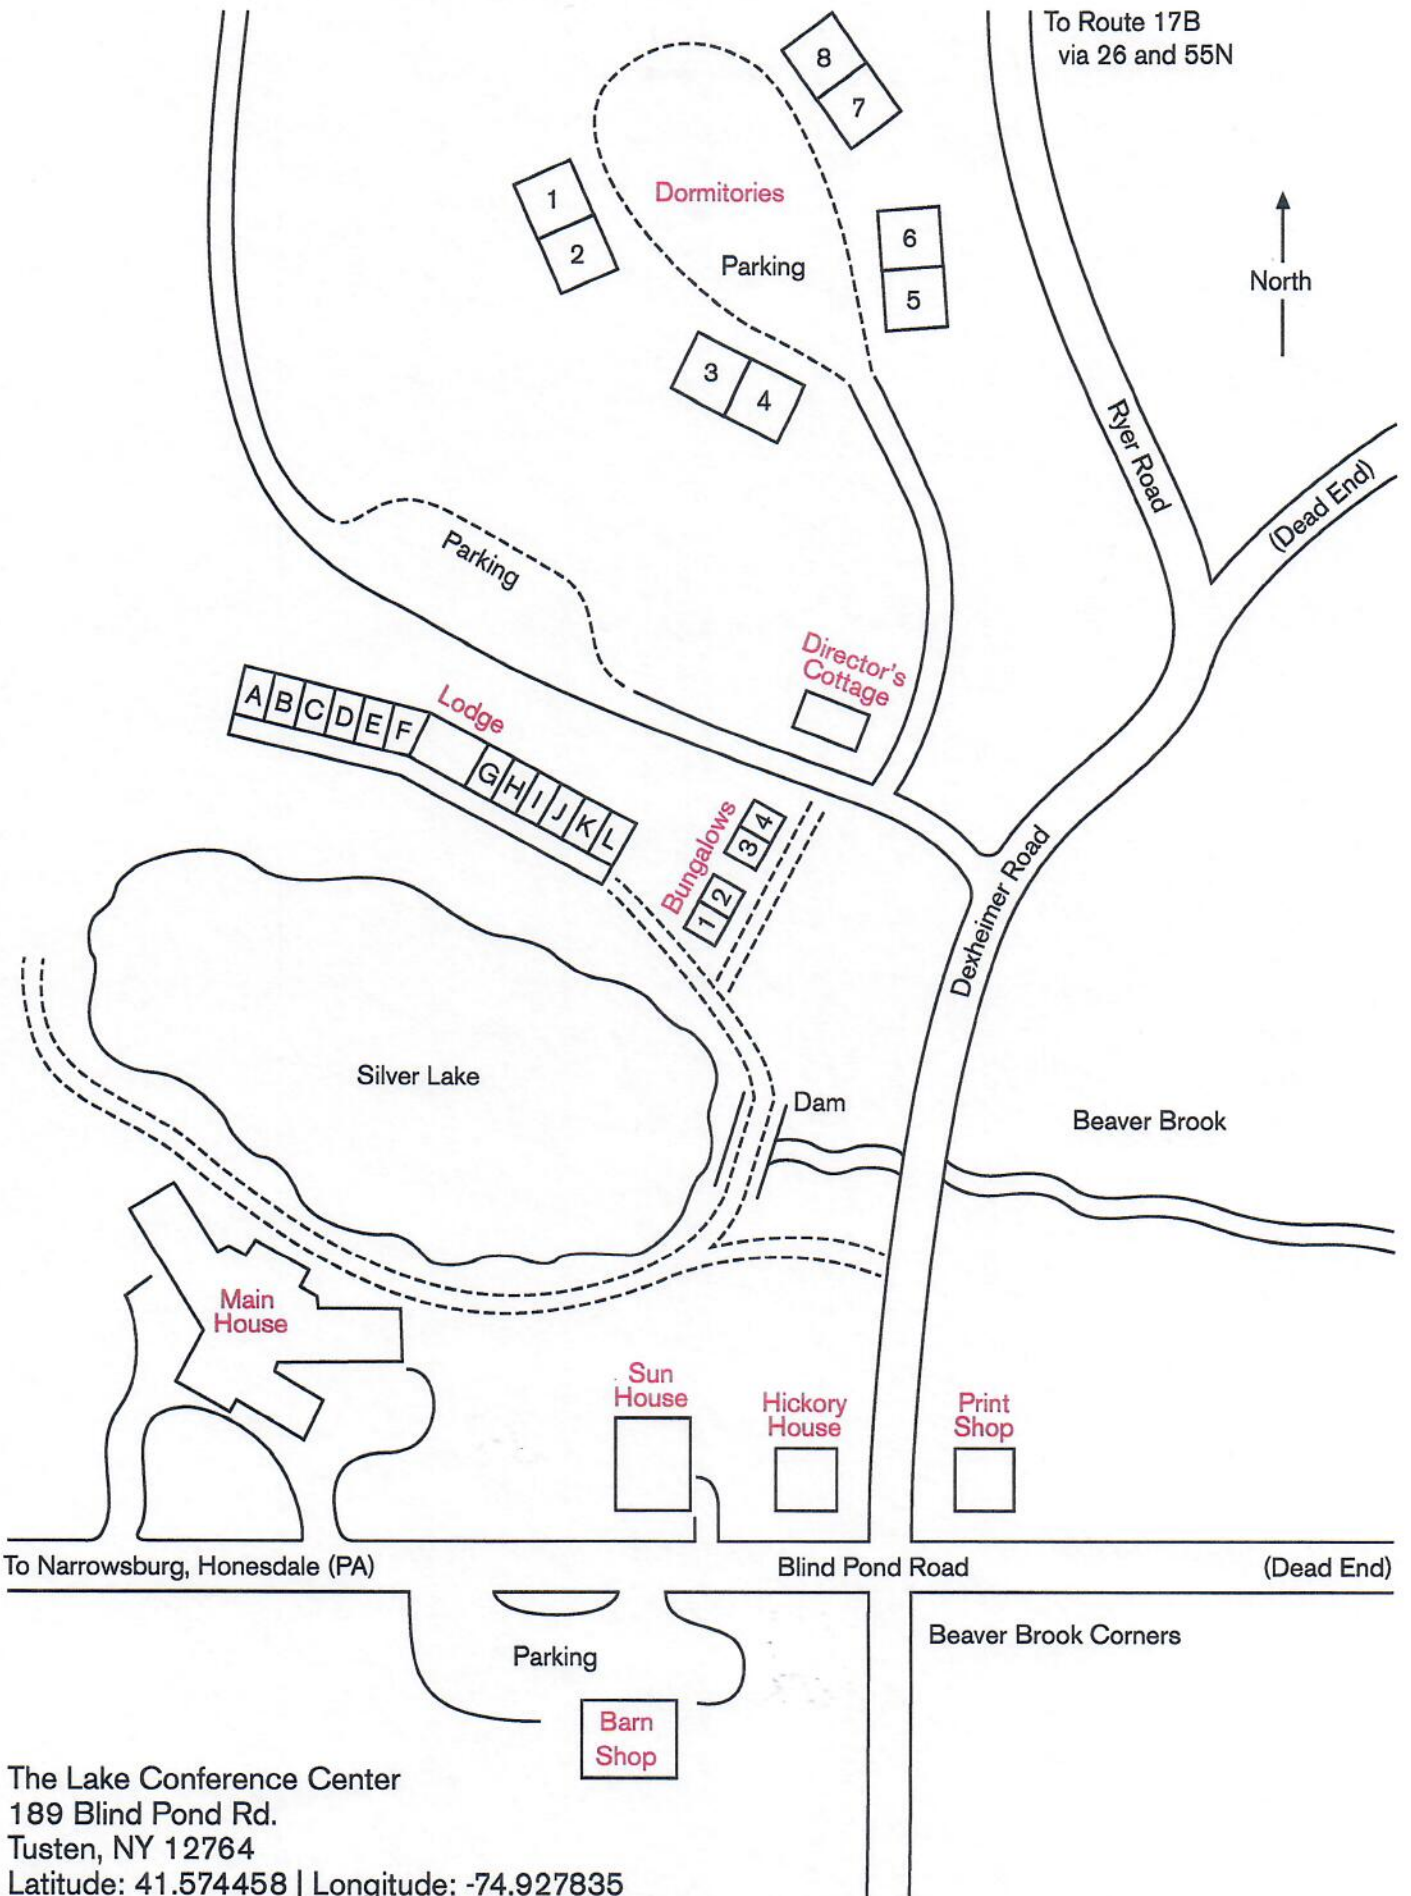 To Route 17B
via 26 and 55N
8
7
1
2
Dormitories
6
5
Parking
North
3
4
Ryer Road
(Dead End)
Parking
Director's
Cottage
Lodge
A B C D E F
G H I J K L
Bungalows
4
3
2
1
Dexheimer Road
Silver Lake
Dam
Beaver Brook
Main
House
Sun
House
Hickory
House
Print
Shop
To Narrowsburg, Honesdale (PA)
Blind Pond Road
(Dead End)
Beaver Brook Corners
Parking
Barn
Shop
The Lake Conference Center
189 Blind Pond Rd.
Tusten, NY 12764
Latitude: 41.574458 | Longitude: -74.927835